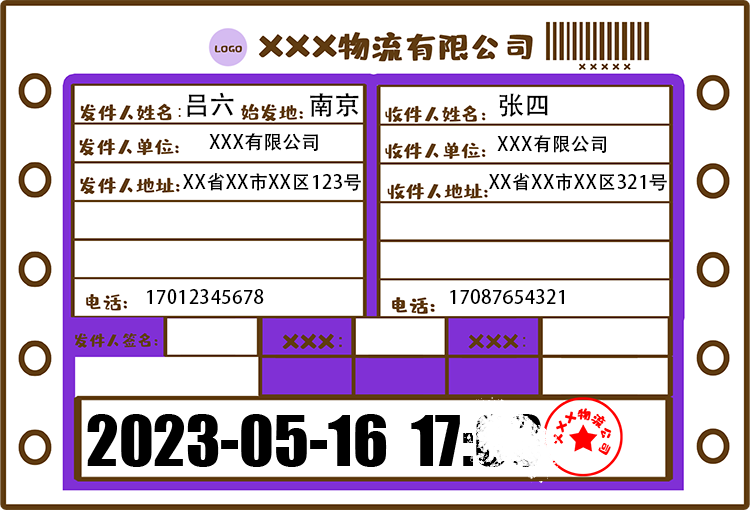 LOGO
XXX物流有限公司
XXXXX
发件人姓名:吕六 始发地:南京
收件人姓名: 张四
发件人单位: XXX有限公司
收件人单位: XXX有限公司
发件人地址:XX省XX市XX区123号
收件人地址:XX省XX市XX区321号
电话: 17012345678
电话: 17087654321
发件人签名:
XXX:
XXX:
2023-05-16 17:
XXX物流公司